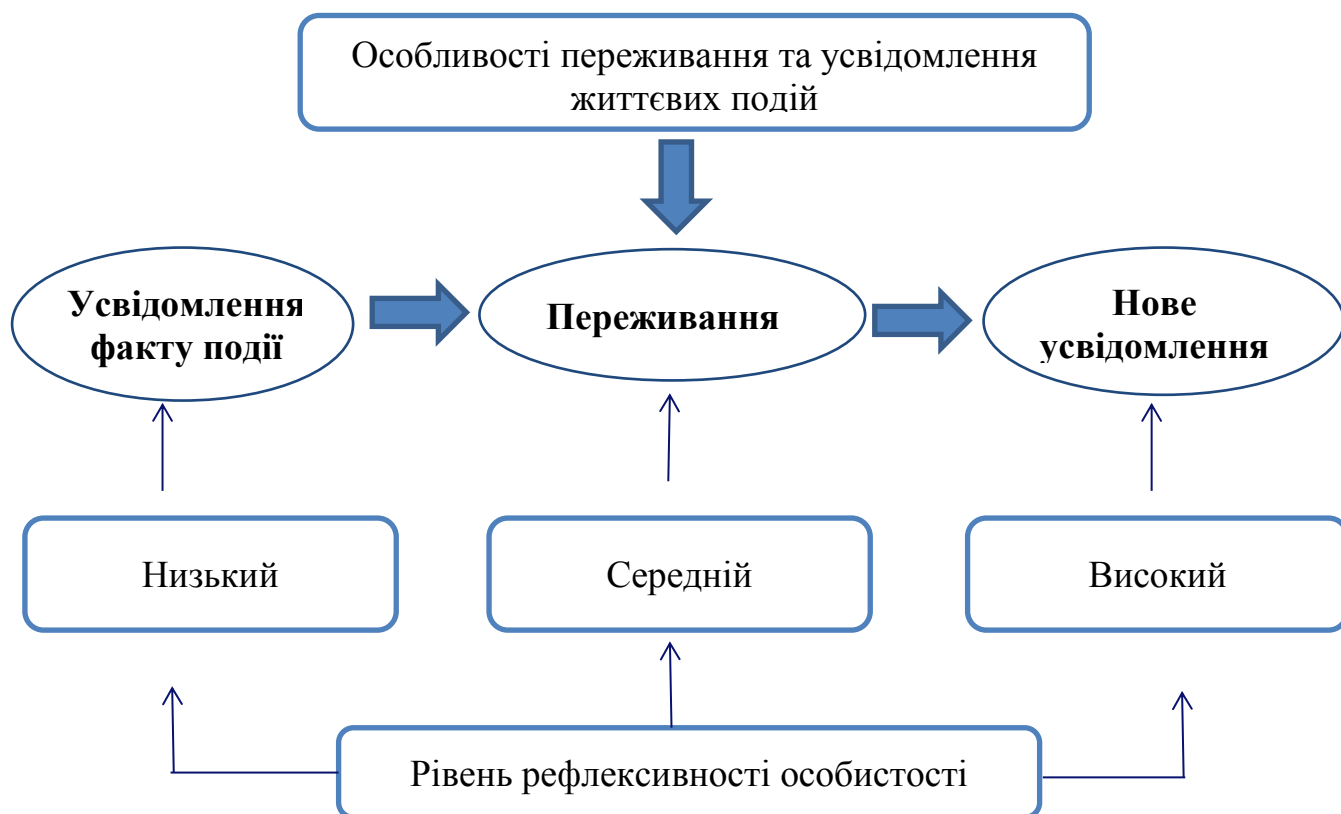 Особливості переживання та усвідомлення
життєвих подій
Усвідомлення
факту події
Переживання
Нове
усвідомлення
Низький
Середній
Високий
Рівень рефлексивності особистості